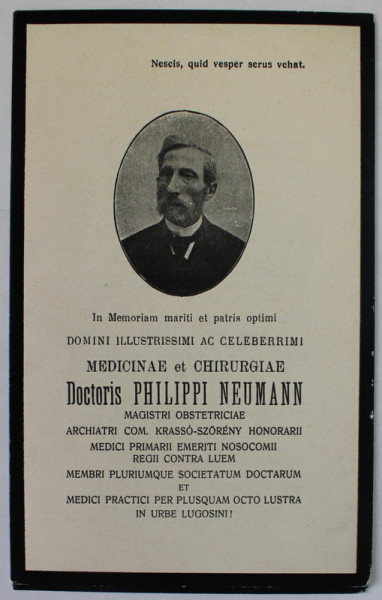 Nescis, quid vesper serus vehat.
In Memoriam mariti et patris optimi
DOMINI ILLUSTRISSIMI AC CELEBERRIMI
MEDICINAE et CHIRURGIAE
Doctoris PHILIPPI NEUMANN
MAGISTRI OBSTETRICIAE
ARCHIATRI COM. KRASSÓ-SZÖRÉNY HONORARII
MEDICI PRIMARII EMERITI NOSOCOMII
REGII CONTRA LUEM
MEMBRI PLURIUMQUE SOCIETATUM DOCTARUM
ET
MEDICI PRACTICI PER PLUSQUAM OCTO LUSTRA
IN URBE LUGOSINI!